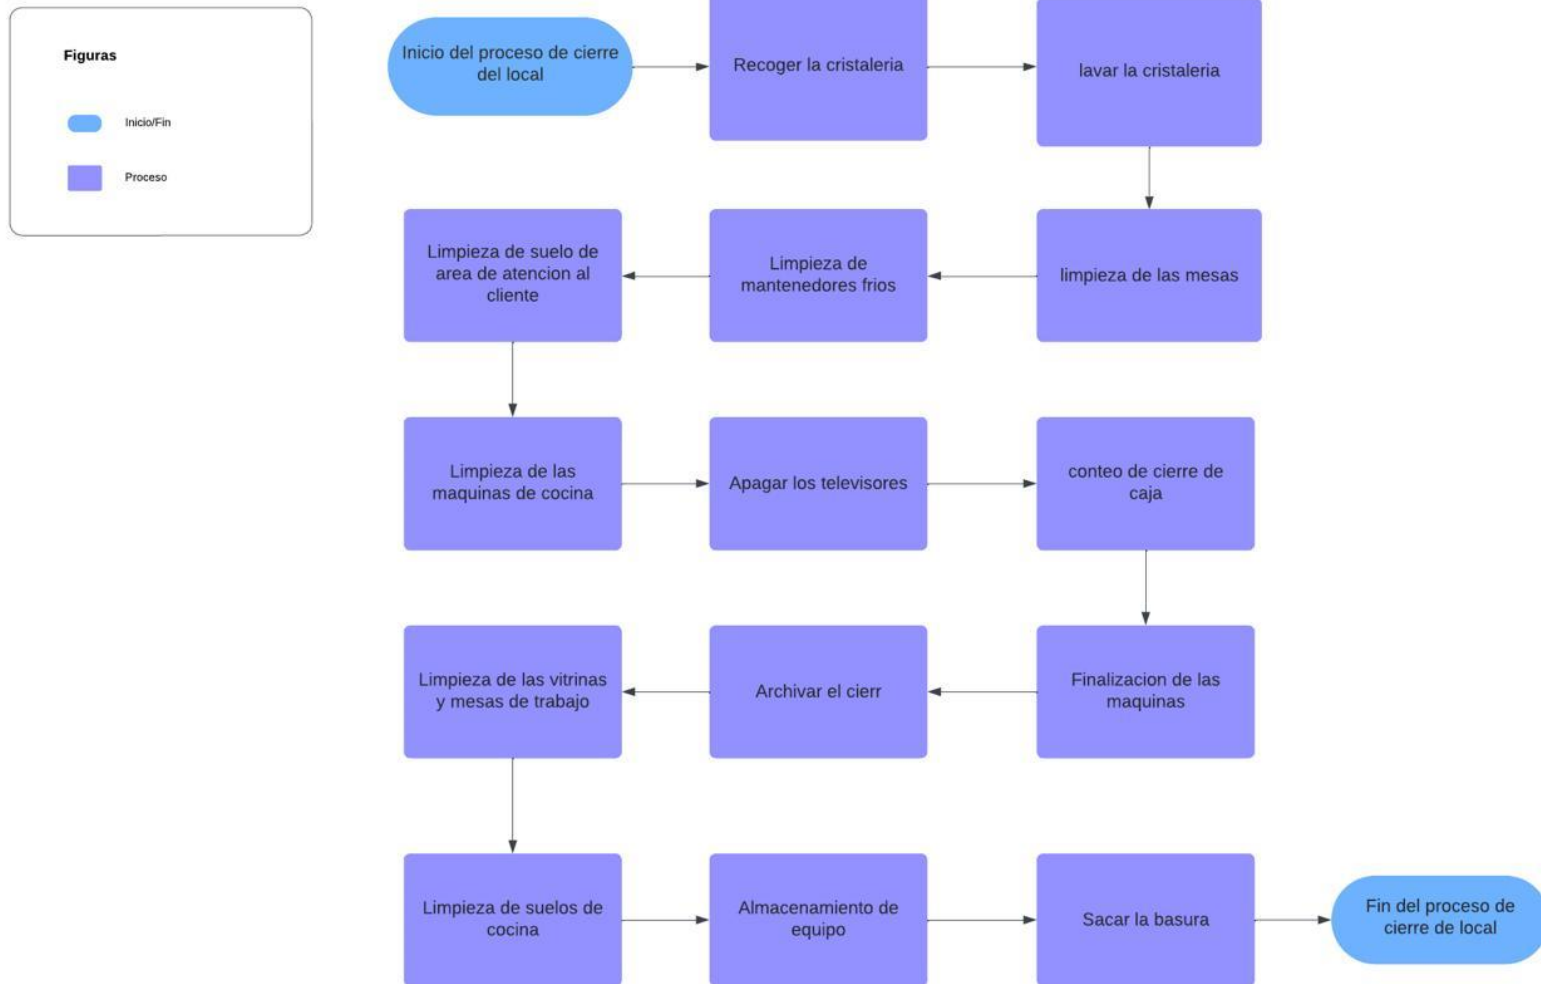 Figuras
Inicio/Fin
Proceso
Inicio del proceso de cierre
del local
Recoger la cristaleria
lavar la cristaleria
limpieza de las mesas
Limpieza de
mantenedores frios
Limpieza de suelo de
area de atencion al
cliente
Limpieza de las
maquinas de cocina
Apagar los televisores
conteo de cierre de
caja
Finalizacion de las
maquinas
Archivar el cierr
Limpieza de las vitrinas
y mesas de trabajo
Limpieza de suelos de
cocina
Almacenamiento de
equipo
Sacar la basura
Fin del proceso de
cierre de local